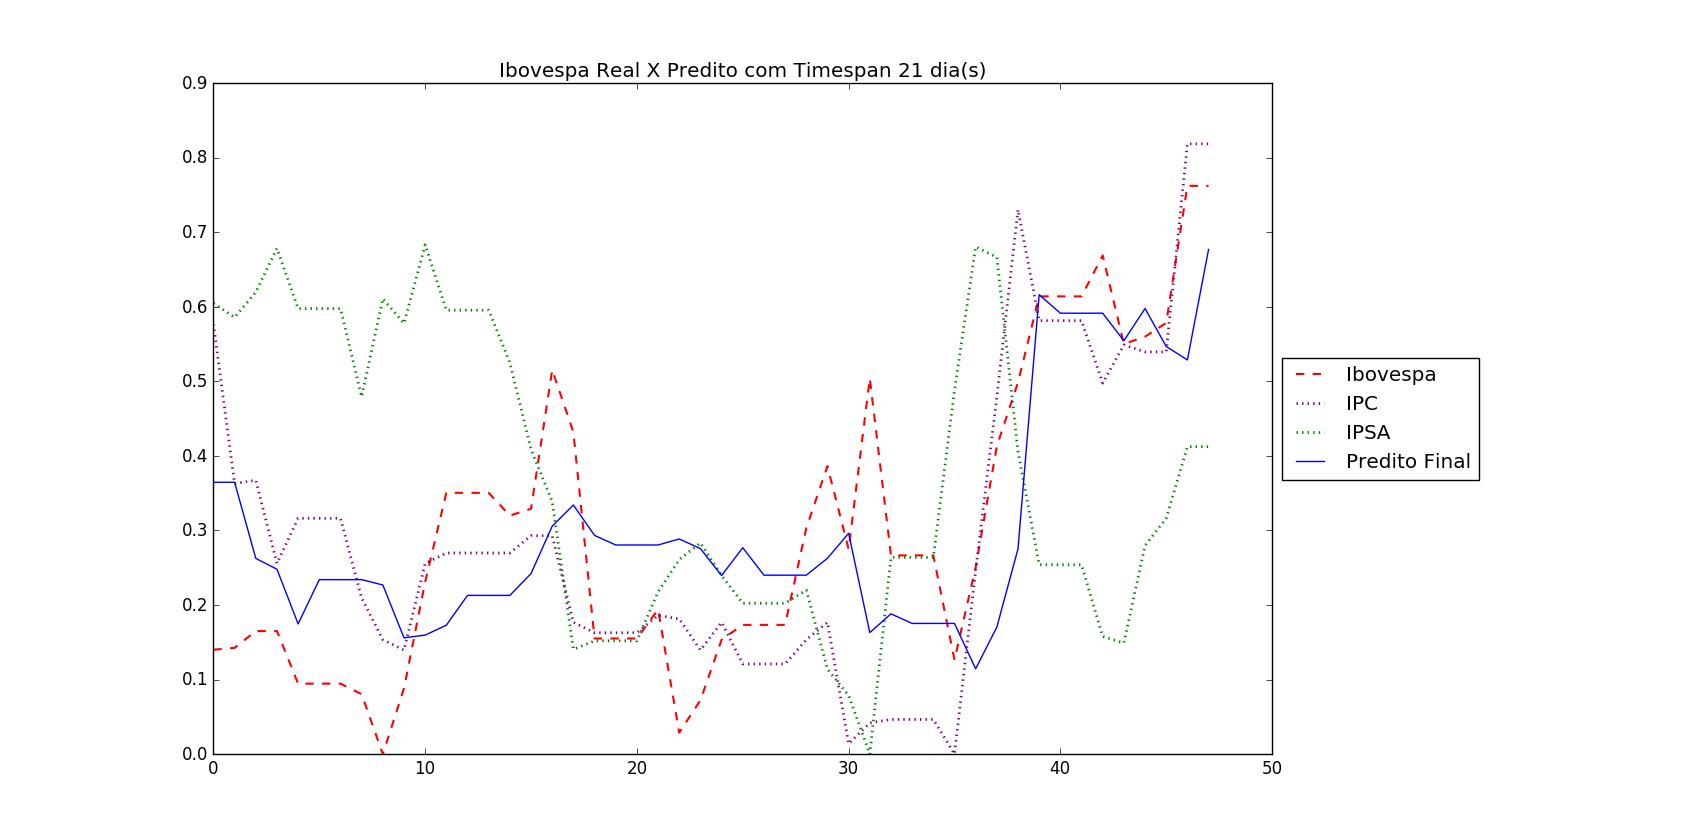 Ibovespa Real X Predito com Timespan 21 dia(s)
0.9
0.8
0.7
0.6
0.5
0.4
0.3
0.2
0.1
0.0
0 10 20 30 40 50
Ibovespa
IPC
IPSA
Predito Final